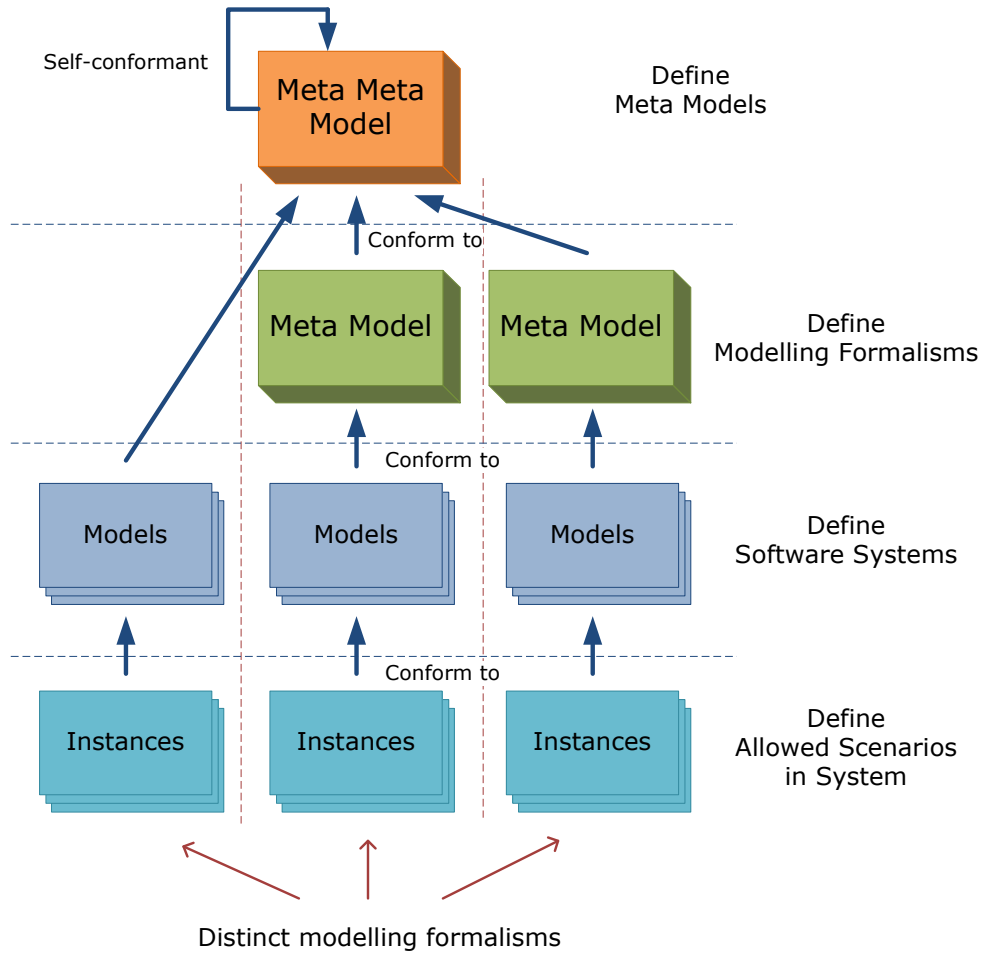 Self-conformant
Meta Meta
Model
Define
Meta Models
Conform to
Meta Model
Meta Model
Define
Modelling Formalisms
Conform to
Models
Models
Models
Define
Software Systems
Conform to
Instances
Instances
Instances
Define
Allowed Scenarios
in System
Distinct modelling formalisms